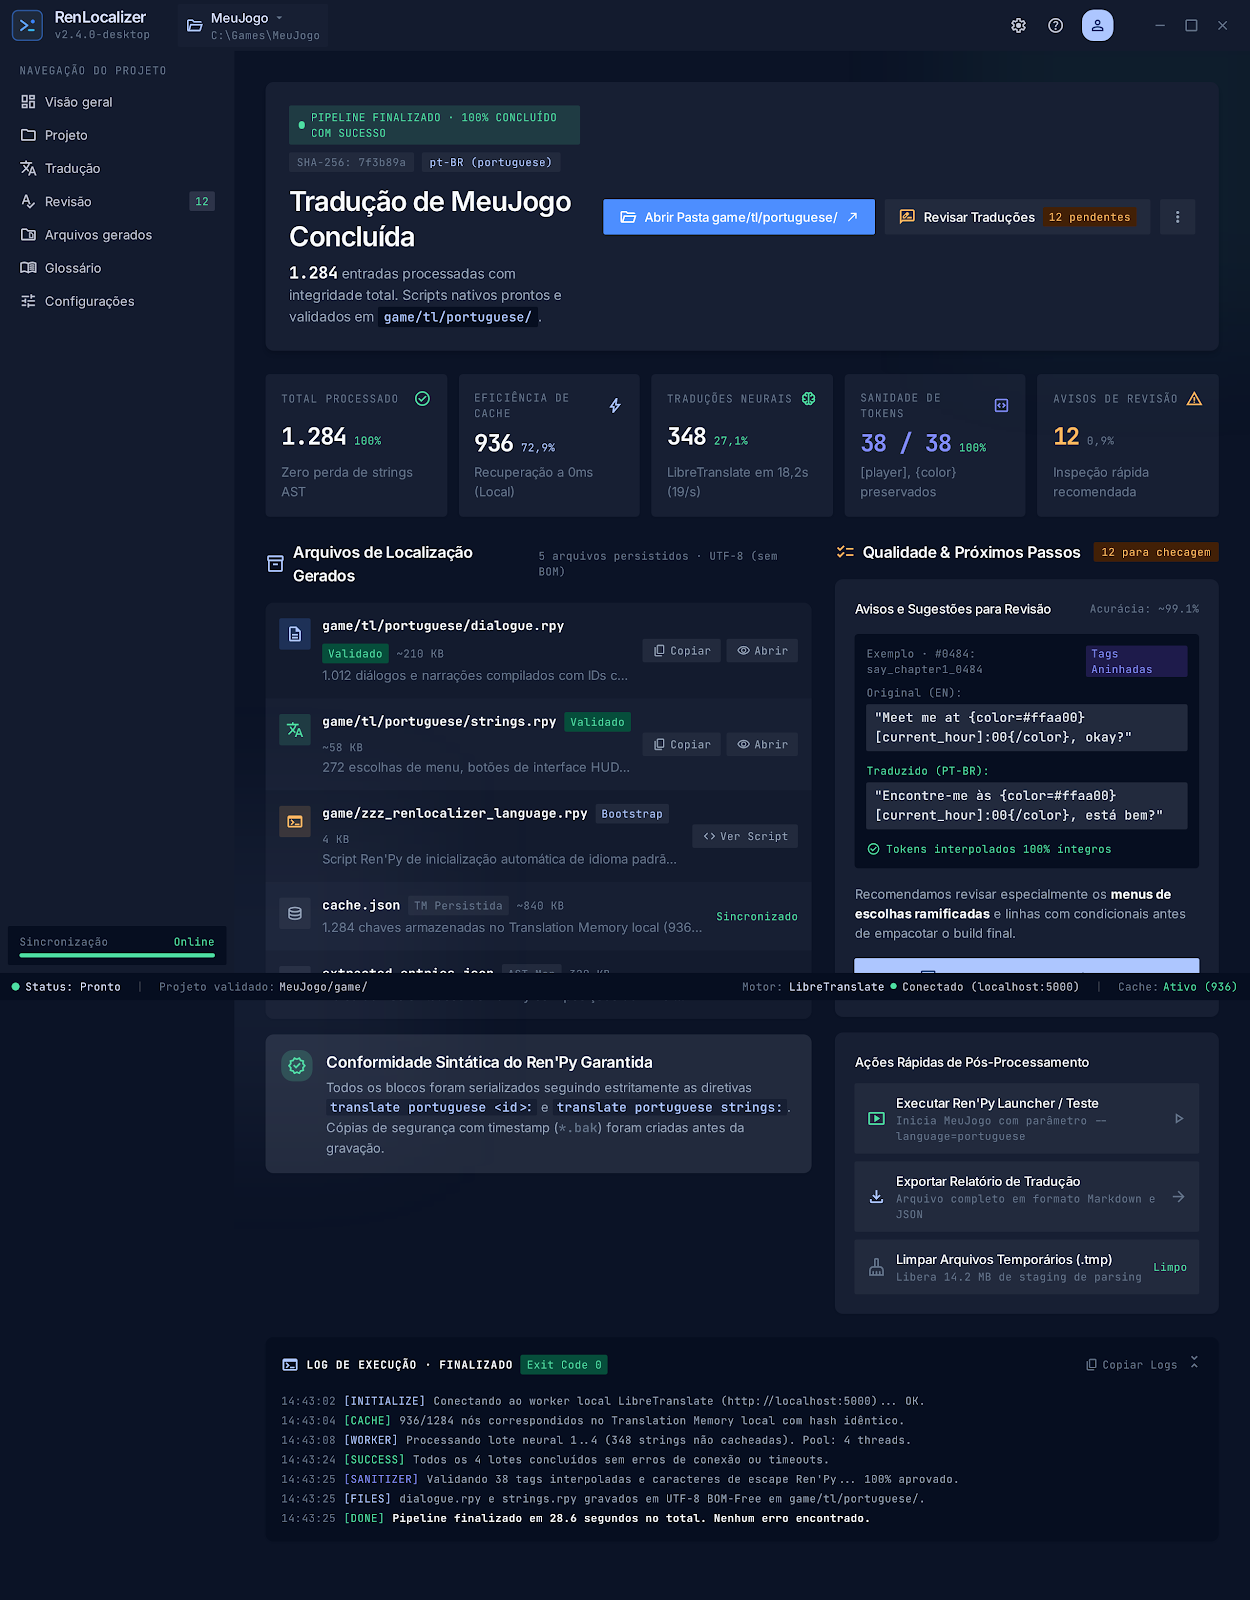 RenLocalizer
v2.4.0-desktop
MeuJogo
C:\Games\MeuJogo
NAVEGAÇÃO DO PROJETO
Visão geral
Projeto
Tradução
Revisão 12
Arquivos gerados
Glossário
Configurações
Sincronização Online
PIPELINE FINALIZADO · 100% CONCLUÍDO
COM SUCESSO
SHA-256: 7f3b89a pt-BR (portuguese)
Tradução de MeuJogo
Concluída
1.284 entradas processadas com
integridade total. Scripts nativos prontos e
validados em game/tl/portuguese/ .
Abrir Pasta game/tl/portuguese/
Revisar Traduções 12 pendentes
TOTAL PROCESSADO
1.284 100%
Zero perda de strings
AST
EFICIÊNCIA DE
CACHE
936 72,9%
Recuperação a 0ms
(Local)
TRADUÇÕES NEURAIS
348 27,1%
LibreTranslate em 18,2s
(19/s)
SANIDADE DE
TOKENS
38 / 38 100%
[player], {color}
preservados
AVISOS DE REVISÃO
12 0,9%
Inspeção rápida
recomendada
Arquivos de Localização
Gerados
5 arquivos persistidos · UTF-8 (sem
BOM)
game/tl/portuguese/dialogue.rpy
Validado ~210 KB
1.012 diálogos e narrações compilados com IDs c...
Copiar Abrir
game/tl/portuguese/strings.rpy Validado
~58 KB
272 escolhas de menu, botões de interface HUD...
Copiar Abrir
game/zzz_renlocalizer_language.rpy Bootstrap
4 KB
Script Ren'Py de inicialização automática de idioma padrã...
Ver Script
cache.json TM Persistida ~840 KB
1.284 chaves armazenadas no Translation Memory local (936...
Sincronizado
Qualidade & Próximos Passos 12 para checagem
Avisos e Sugestões para Revisão Acurácia: ~99.1%
Exemplo · #0484:
say_chapter1_0484
Tags
Aninhadas
Original (EN):
"Meet me at {color=#ffaa00}
[current_hour]:00{/color}, okay?"
Traduzido (PT-BR):
"Encontre-me às {color=#ffaa00}
[current_hour]:00{/color}, está bem?"
Tokens interpolados 100% íntegros
Recomendamos revisar especialmente os menus de
escolhas ramificadas e linhas com condicionais antes
de empacotar o build final.
Status: Pronto | Projeto validado: MeuJogo/game/
Motor: LibreTranslate Conectado (localhost:5000) | Cache: Ativo (936)
Conformidade Sintática do Ren'Py Garantida
Todos os blocos foram serializados seguindo estritamente as diretivas
translate portuguese <id>: e translate portuguese strings: .
Cópias de segurança com timestamp (*.bak) foram criadas antes da
gravação.
Ações Rápidas de Pós-Processamento
Executar Ren'Py Launcher / Teste
Inicia MeuJogo com parâmetro --
language=portuguese
Exportar Relatório de Tradução
Arquivo completo em formato Markdown e
JSON
Limpar Arquivos Temporários (.tmp)
Libera 14.2 MB de staging de parsing
Limpo
LOG DE EXECUÇÃO · FINALIZADO Exit Code 0
Copiar Logs
14:43:02 [INITIALIZE] Conectando ao worker local LibreTranslate (http://localhost:5000)... OK.
14:43:04 [CACHE] 936/1284 nós correspondidos no Translation Memory local com hash idêntico.
14:43:08 [WORKER] Processando lote neural 1..4 (348 strings não cacheadas). Pool: 4 threads.
14:43:24 [SUCCESS] Todos os 4 lotes concluídos sem erros de conexão ou timeouts.
14:43:25 [SANITIZER] Validando 38 tags interpoladas e caracteres de escape Ren'Py... 100% aprovado.
14:43:25 [FILES] dialogue.rpy e strings.rpy gravados em UTF-8 BOM-Free em game/tl/portuguese/.
14:43:25 [DONE] Pipeline finalizado em 28.6 segundos no total. Nenhum erro encontrado.